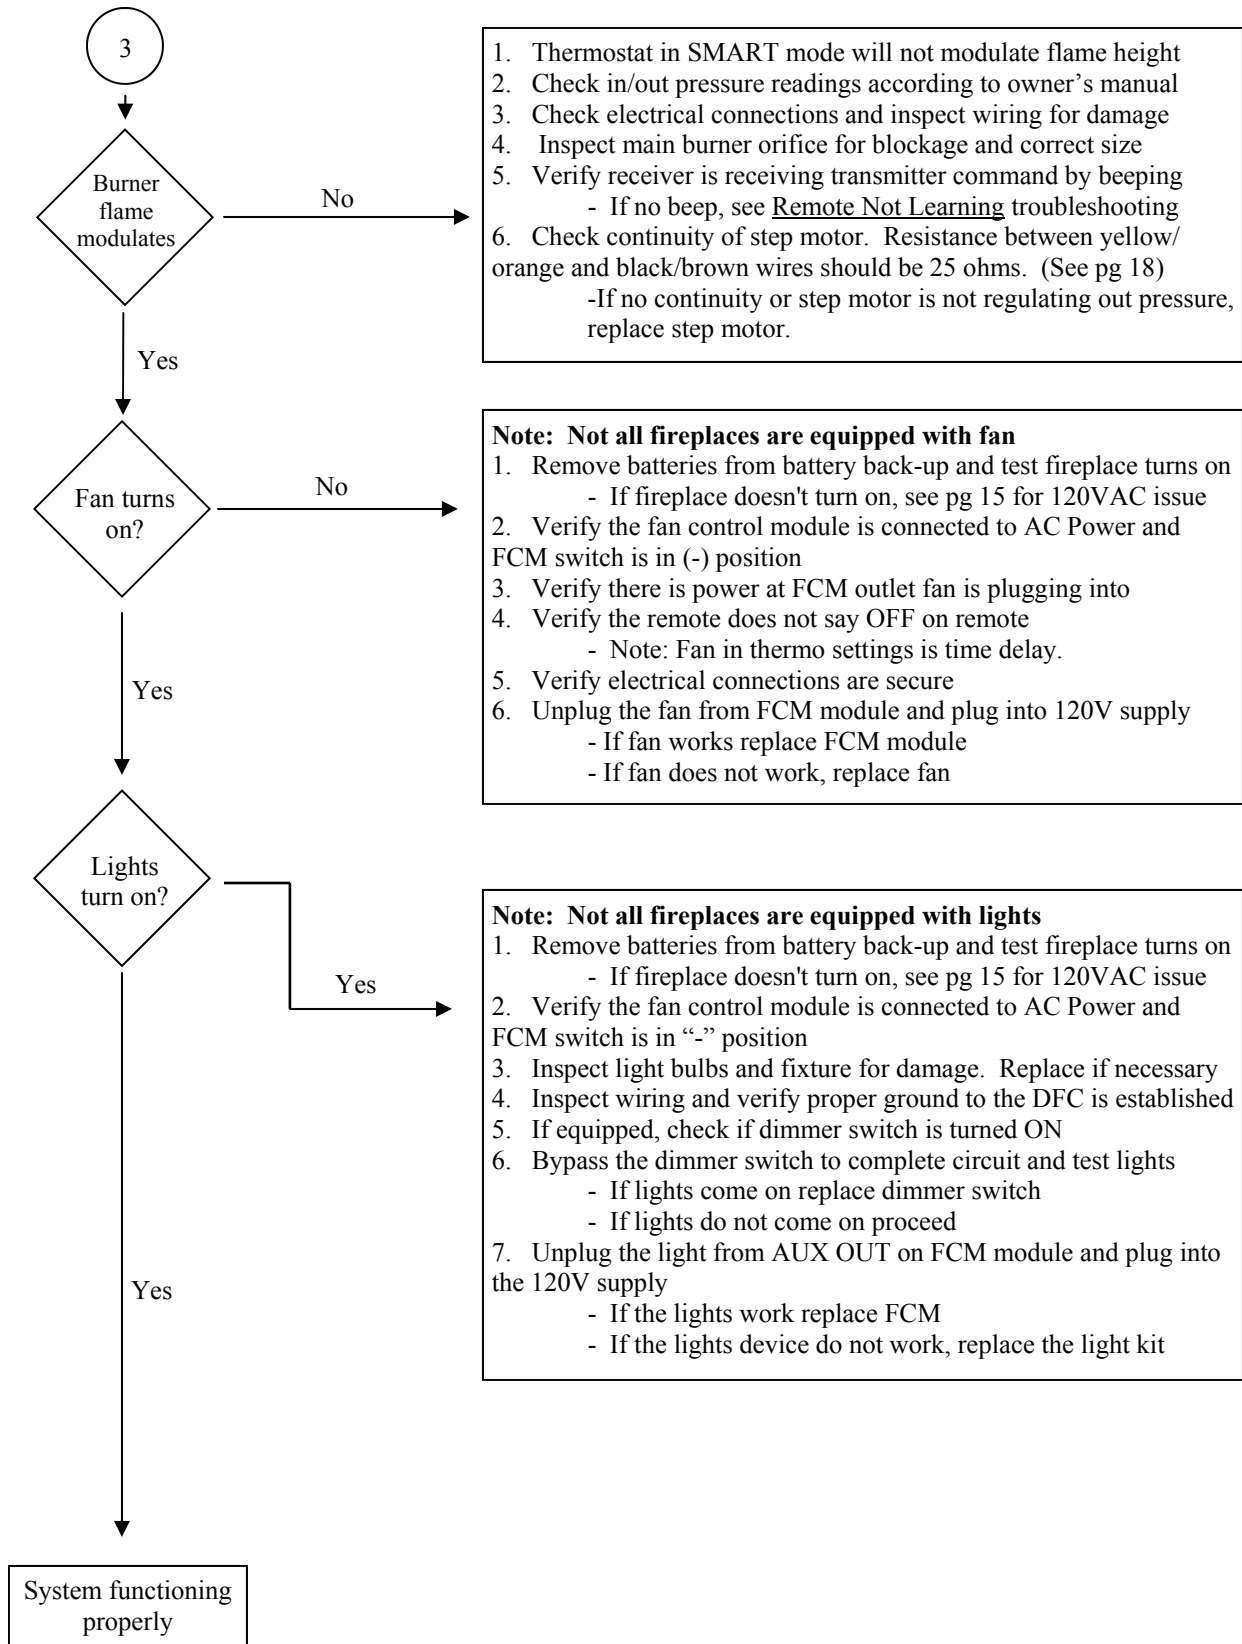 3
Burner
flame
modulates
No
1. Thermostat in SMART mode will not modulate flame height
2. Check in/out pressure readings according to owner’s manual
3. Check electrical connections and inspect wiring for damage
4. Inspect main burner orifice for blockage and correct size
5. Verify receiver is receiving transmitter command by beeping
- If no beep, see Remote Not Learning troubleshooting
6. Check continuity of step motor. Resistance between yellow/
orange and black/brown wires should be 25 ohms. (See pg 18)
-If no continuity or step motor is not regulating out pressure,
replace step motor.
Yes
Fan turns
on?
No
Note: Not all fireplaces are equipped with fan
1. Remove batteries from battery back-up and test fireplace turns on
- If fireplace doesn't turn on, see pg 15 for 120VAC issue
2. Verify the fan control module is connected to AC Power and
FCM switch is in (-) position
3. Verify there is power at FCM outlet fan is plugging into
4. Verify the remote does not say OFF on remote
- Note: Fan in thermo settings is time delay.
5. Verify electrical connections are secure
6. Unplug the fan from FCM module and plug into 120V supply
- If fan works replace FCM module
- If fan does not work, replace fan
Yes
Lights
turn on?
Yes
Note: Not all fireplaces are equipped with lights
1. Remove batteries from battery back-up and test fireplace turns on
- If fireplace doesn't turn on, see pg 15 for 120VAC issue
2. Verify the fan control module is connected to AC Power and
FCM switch is in “-” position
3. Inspect light bulbs and fixture for damage. Replace if necessary
4. Inspect wiring and verify proper ground to the DFC is established
5. If equipped, check if dimmer switch is turned ON
6. Bypass the dimmer switch to complete circuit and test lights
- If lights come on replace dimmer switch
- If lights do not come on proceed
7. Unplug the light from AUX OUT on FCM module and plug into
the 120V supply
- If the lights work replace FCM
- If the lights device do not work, replace the light kit
Yes
System functioning
properly